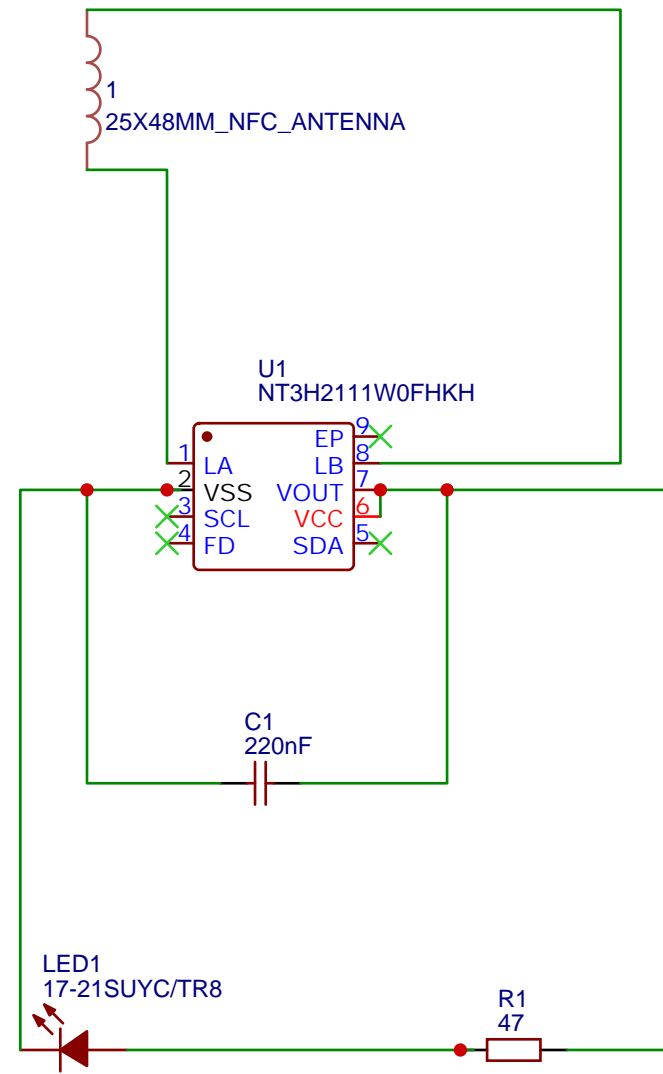 1
25X48MM_NFC_ANTENNA
U1
NT3H2111W0FHKH
EP 9
1 LA
LB 8
2 VSS
VOUT 7
3 SCL
VCC 6
4 FD
SDA 5
C1
220nF
LED1
17-21SUYC/TR8
R1
47